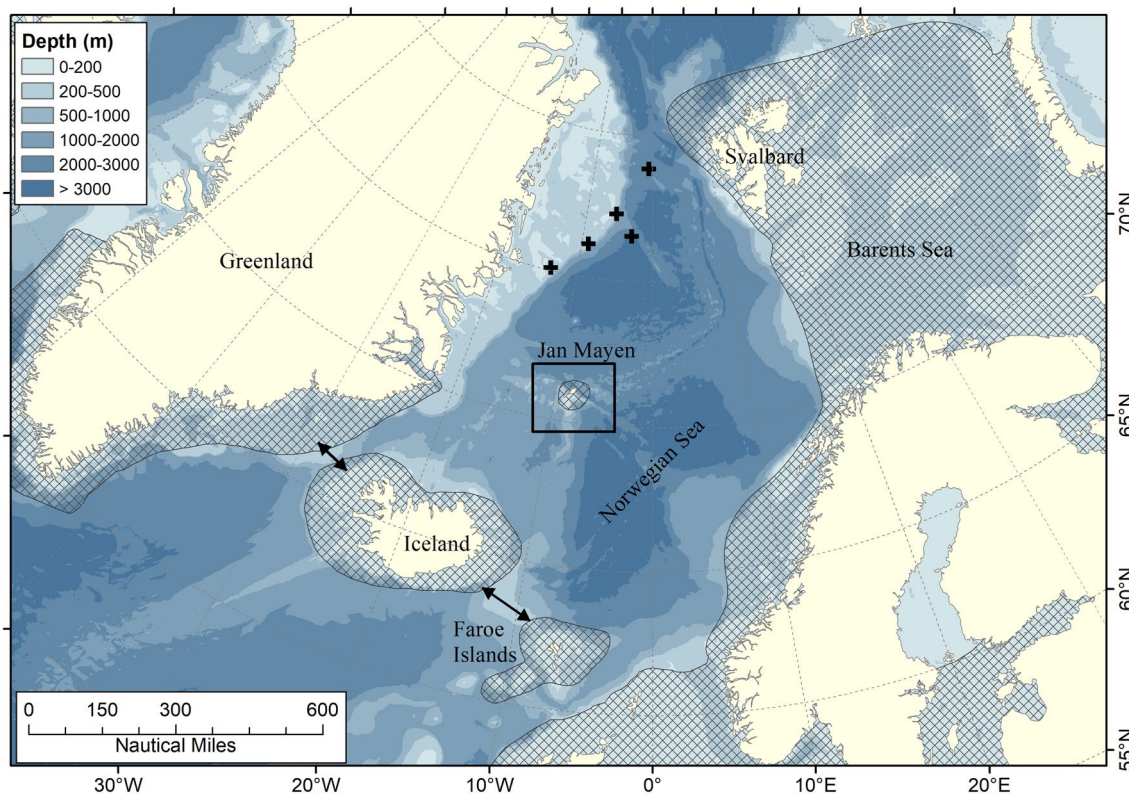 Depth (m)
0-200
200-500
500-1000
1000-2000
2000-3000
> 3000
Svalbard
Barents Sea
Greenland
Jan Mayen
Norwegian Sea
Iceland
Faroe
Islands
0 150 300 600
Nautical Miles
70°N
65°N
60°N
55°N
30°W 20°W 10°W 0 10°E 20°E